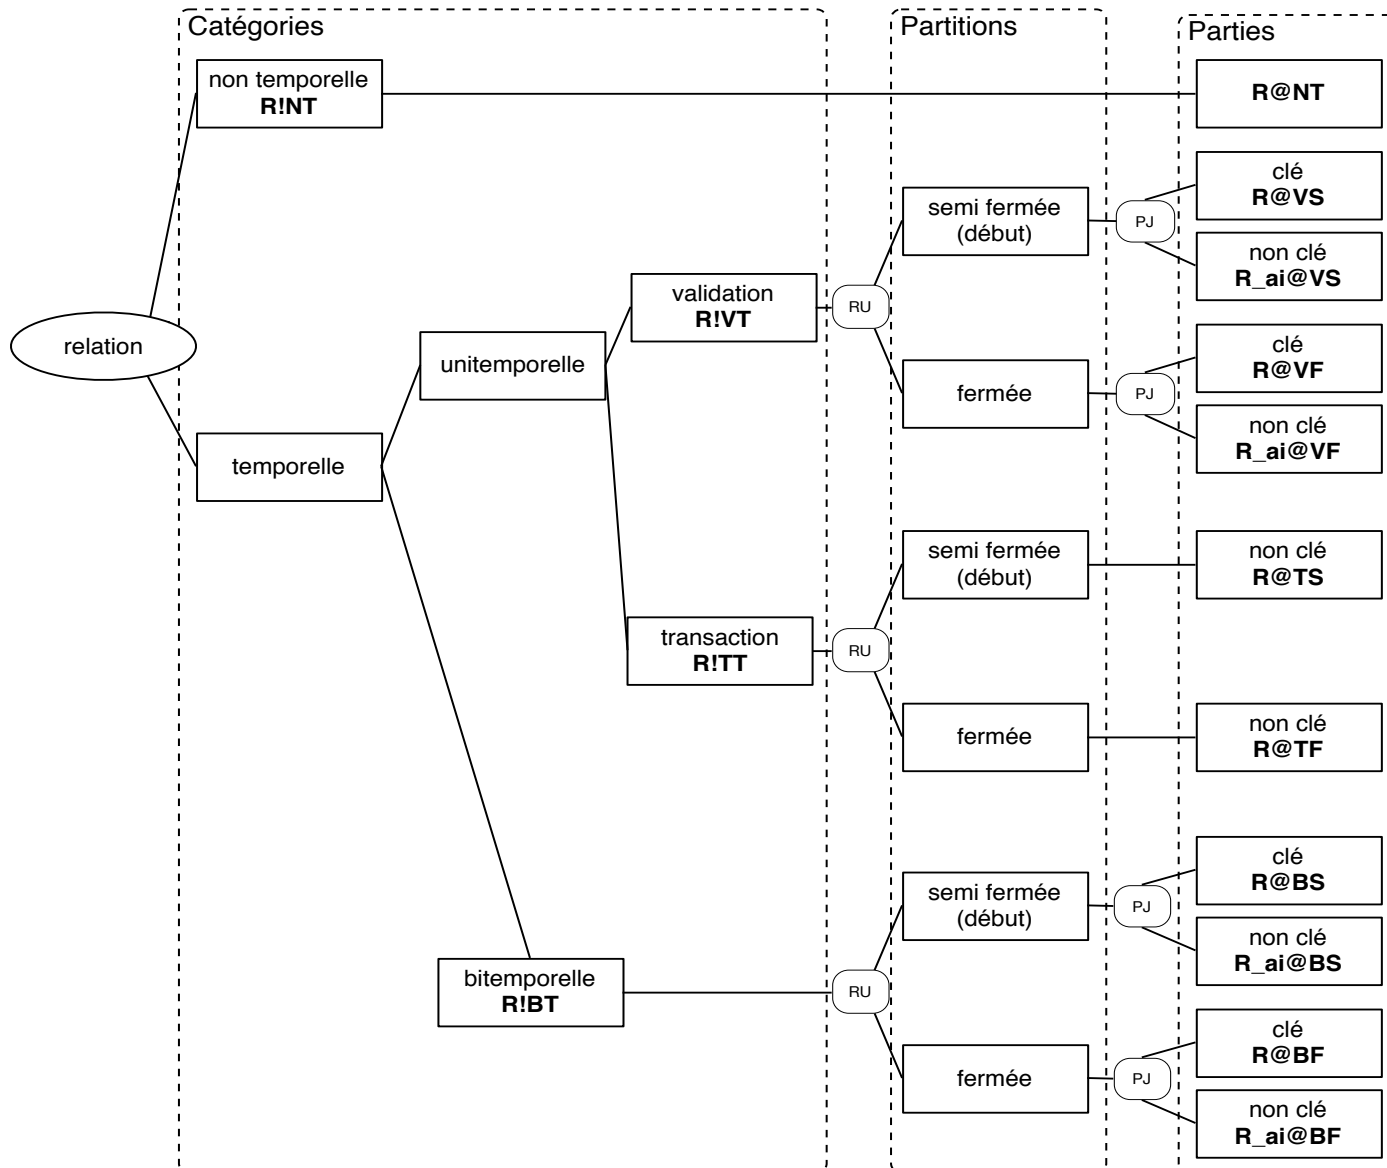 Catégories
Partitions
Parties
non temporelle
R!NT
R@NT
clé
R@VS
semi fermée
(début)
PJ
non clé
R_ai@VS
validation
R!VT
RU
relation
unitemporelle
clé
R@VF
fermée
PJ
non clé
R_ai@VF
temporelle
semi fermée
(début)
non clé
R@TS
transaction
R!TT
RU
fermée
non clé
R@TF
clé
R@BS
semi fermée
(début)
PJ
non clé
R_ai@BS
bitemporelle
R!BT
RU
clé
R@BF
fermée
PJ
non clé
R_ai@BF